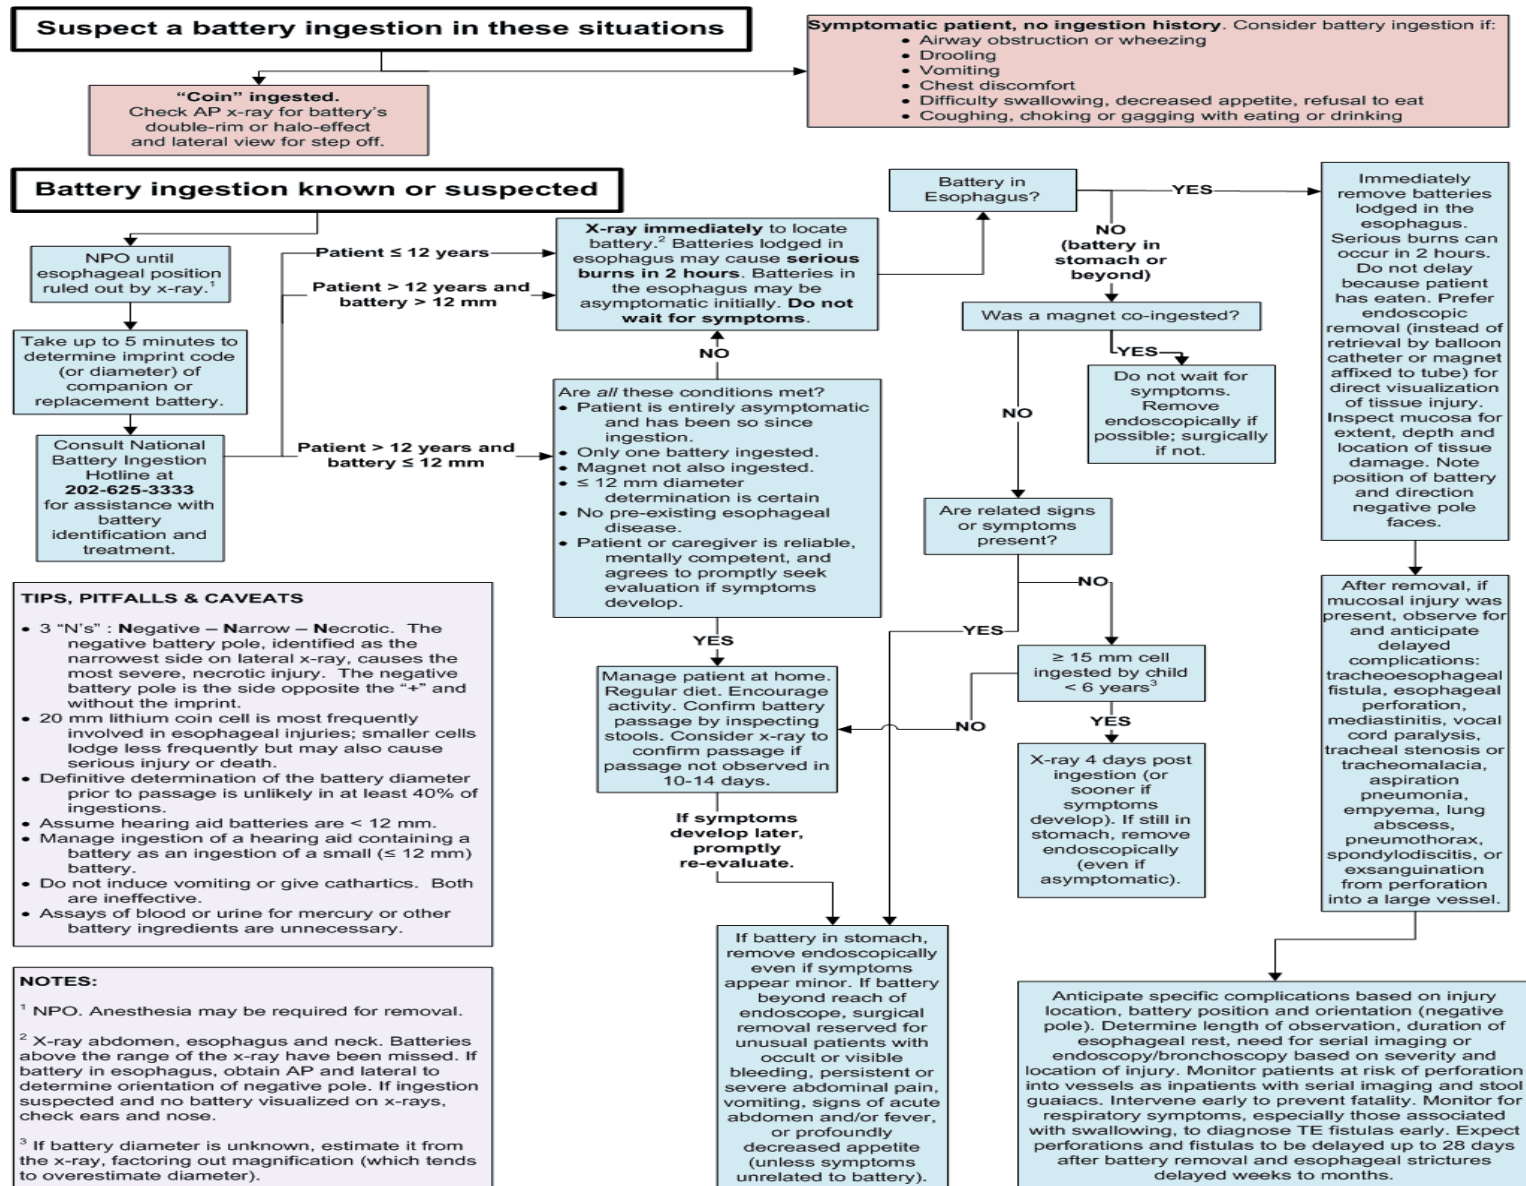 Suspect a battery ingestion in these situations
Symptomatic patient, no ingestion history. Consider battery ingestion if:
• Airway obstruction or wheezing
• Drooling
• Vomiting
• Chest discomfort
• Difficulty swallowing, decreased appetite, refusal to eat
• Coughing, choking or gagging with eating or drinking
“Coin” ingested.
Check AP x-ray for battery’s
double-rim or halo-effect
and lateral view for step off.
Battery ingestion known or suspected
NPO until
esophageal position
ruled out by x-ray.1
Take up to 5 minutes to
determine imprint code
(or diameter) of
companion or
replacement battery.
Consult National
Battery Ingestion
Hotline at
202-625-3333
for assistance with
battery
identification and
treatment.
Patient ≤ 12 years
Patient > 12 years and
battery > 12 mm
Patient > 12 years and
battery ≤ 12 mm
X-ray immediately to locate
battery.2 Batteries lodged in
esophagus may cause serious
burns in 2 hours. Batteries in
the esophagus may be
asymptomatic initially. Do not
wait for symptoms.
NO
Are all these conditions met?
• Patient is entirely asymptomatic
and has been so since
ingestion.
• Only one battery ingested.
• Magnet not also ingested.
• ≤ 12 mm diameter
determination is certain
• No pre-existing esophageal
disease.
• Patient or caregiver is reliable,
mentally competent, and
agrees to promptly seek
evaluation if symptoms
develop.
YES
Manage patient at home.
Regular diet. Encourage
activity. Confirm battery
passage by inspecting
stools. Consider x-ray to
confirm passage if
passage not observed in
10-14 days.
If symptoms
develop later,
promptly
re-evaluate.
If battery in stomach,
remove endoscopically
even if symptoms
appear minor. If battery
beyond reach of
endoscope, surgical
removal reserved for
unusual patients with
occult or visible
bleeding, persistent or
severe abdominal pain,
vomiting, signs of acute
abdomen and/or fever,
or profoundly
decreased appetite
(unless symptoms
unrelated to battery).
Battery in
Esophagus?
YES
NO
(battery in
stomach or
beyond)
Was a magnet co-ingested?
YES
Do not wait for
symptoms.
Remove
endoscopically if
possible; surgically
if not.
NO
Are related signs
or symptoms
present?
NO
YES
≥ 15 mm cell
ingested by child
< 6 years3
NO
YES
X-ray 4 days post
ingestion (or
sooner if
symptoms
develop). If still in
stomach, remove
endoscopically
(even if
asymptomatic).
Immediately
remove batteries
lodged in the
esophagus.
Serious burns can
occur in 2 hours.
Do not delay
because patient
has eaten. Prefer
endoscopic
removal (instead of
retrieval by balloon
catheter or magnet
affixed to tube) for
direct visualization
of tissue injury.
Inspect mucosa for
extent, depth and
location of tissue
damage. Note
position of battery
and direction
negative pole
faces.
After removal, if
mucosal injury was
present, observe for
and anticipate
delayed
complications:
tracheoesophageal
fistula, esophageal
perforation,
mediastinitis, vocal
cord paralysis,
tracheal stenosis or
tracheomalacia,
aspiration
pneumonia,
empyema, lung
abscess,
pneumothorax,
spondylodiscitis, or
exsanguination
from perforation
into a large vessel.
Anticipate specific complications based on injury
location, battery position and orientation (negative
pole). Determine length of observation, duration of
esophageal rest, need for serial imaging or
endoscopy/bronchoscopy based on severity and
location of injury. Monitor patients at risk of perforation
into vessels as inpatients with serial imaging and stool
guaiacs. Intervene early to prevent fatality. Monitor for
respiratory symptoms, especially those associated
with swallowing, to diagnose TE fistulas early. Expect
perforations and fistulas to be delayed up to 28 days
after battery removal and esophageal strictures
delayed weeks to months.
TIPS, PITFALLS & CAVEATS
• 3 “N’s” : Negative – Narrow – Necrotic. The
negative battery pole, identified as the
narrowest side on lateral x-ray, causes the
most severe, necrotic injury. The negative
battery pole is the side opposite the “+” and
without the imprint.
• 20 mm lithium coin cell is most frequently
involved in esophageal injuries; smaller cells
lodge less frequently but may also cause
serious injury or death.
• Definitive determination of the battery diameter
prior to passage is unlikely in at least 40% of
ingestions.
• Assume hearing aid batteries are < 12 mm.
• Manage ingestion of a hearing aid containing a
battery as an ingestion of a small (≤ 12 mm)
battery.
• Do not induce vomiting or give cathartics. Both
are ineffective.
• Assays of blood or urine for mercury or other
battery ingredients are unnecessary.
NOTES:
1 NPO. Anesthesia may be required for removal.
2 X-ray abdomen, esophagus and neck. Batteries
above the range of the x-ray have been missed. If
battery in esophagus, obtain AP and lateral to
determine orientation of negative pole. If ingestion
suspected and no battery visualized on x-rays,
check ears and nose.
3 If battery diameter is unknown, estimate it from
the x-ray, factoring out magnification (which tends
to overestimate diameter).